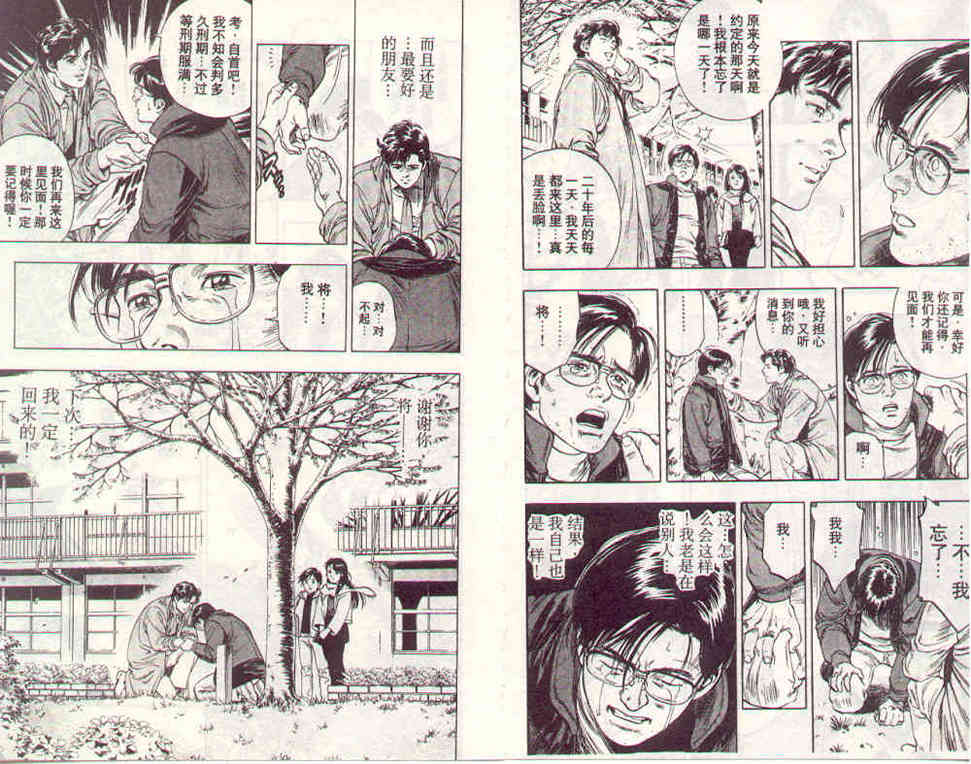 原来今天就是
约定的那天啊
！我根本忘了
是哪一天了！
二十年后的每
一天、我天天
都来这里…真
是丢脸啊…！
可是．幸好
你还记得．
我们才能再
见面！
啊…
我好担心
哦．又听
到你的
消息…
………
……
将…！
…不…我
忘了…
我
我…
我…
这…怎
么会这样
！我老是在
说别人…
结果，
我自己也
是一样！
而且还是
…最要好
的朋友…
对…对
不起…
考．自首吧！
我不知会判多
久刑期…不过
等刑期服满…
我们再来这
里见面！那
时候你一定
要记得喔！
将…！
我…
谢谢你
将——
下次……
我一定
回来的！